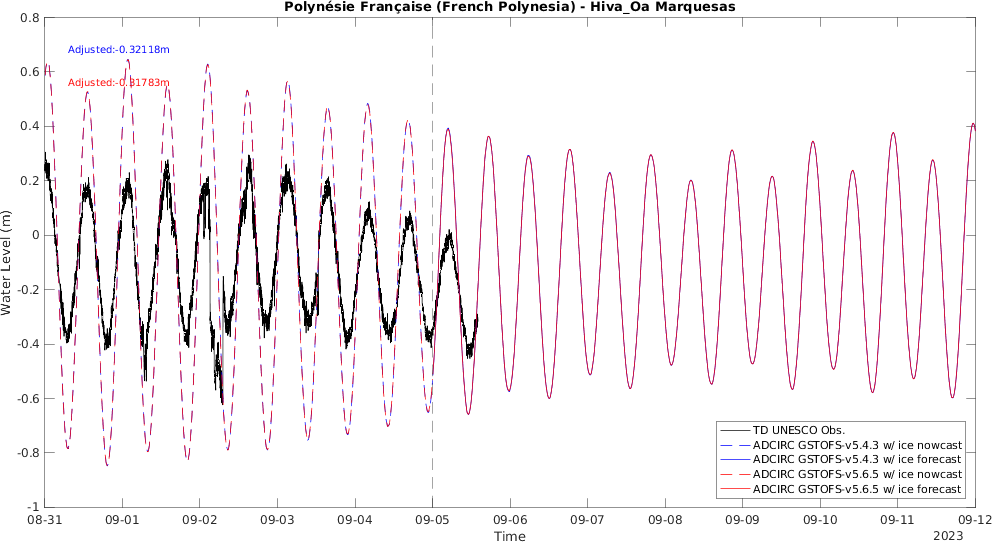 Polynésie Française (French Polynesia) - Hiva_Oa Marquesas
0.8
0.6
0.4
0.2
0
-0.2
-0.4
-0.6
-0.8
-1
Water Level (m)
Adjusted:-0.32118m
Adjusted:-0.31783m
TD UNESCO Obs.
ADCIRC GSTOFS-v5.4.3 w/ ice nowcast
ADCIRC GSTOFS-v5.4.3 w/ ice forecast
ADCIRC GSTOFS-v5.6.5 w/ ice nowcast
ADCIRC GSTOFS-v5.6.5 w/ ice forecast
08-31 09-01 09-02 09-03 09-04 09-05 09-06 09-07 09-08 09-09 09-10 09-11 09-12
Time
2023